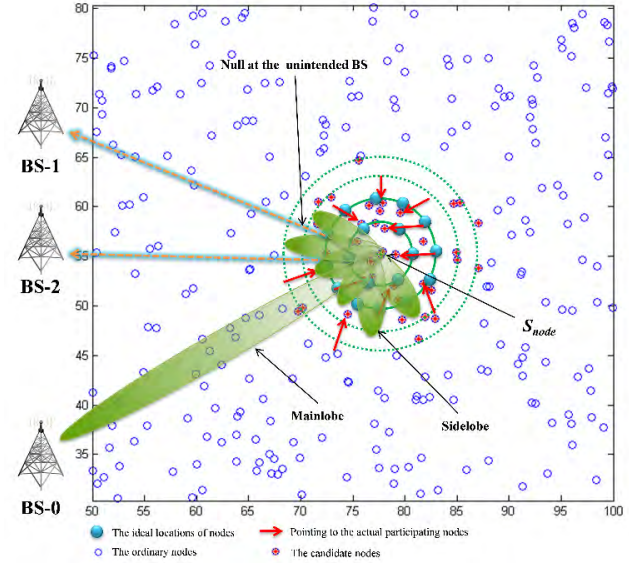 80
75
70
65
60
55
50
45
40
35
50 55 60 65 70 75 80 85 90 95 100
Null at the unintended BS
BS-1
BS-2
BS-0
S_node
Mainlobe
Sidelobe
The ideal locations of nodes
Pointing to the actual participating nodes
The ordinary nodes
The candidate nodes